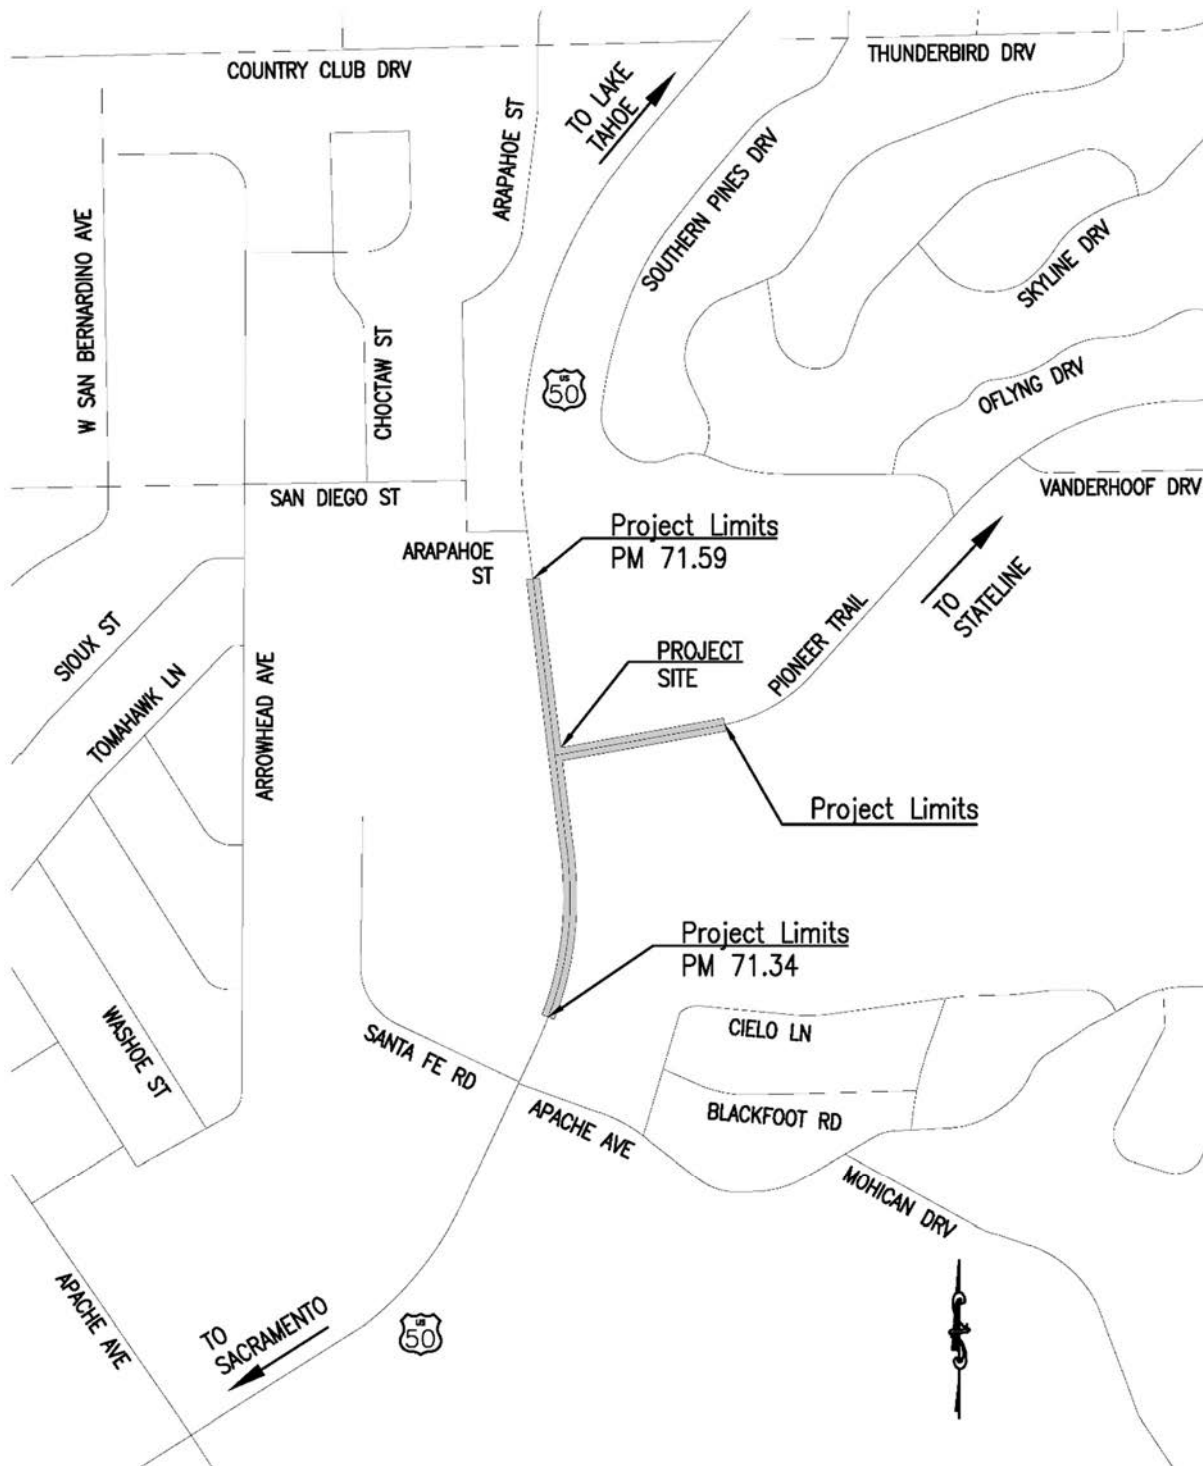 COUNTRY CLUB DRV
THUNDERBIRD DRV
TO LAKE
TAHOE
ARAPAHOE ST
SOUTHERN PINES DRV
W SAN BERNARDINO AVE
SKYLINE DRV
CHOCTAW ST
US
50
OFLYNG DRV
SAN DIEGO ST
VANDERHOOF DRV
ARAPAHOE
ST
Project Limits
PM 71.59
TO
STATELINE
SIOUX ST
TOMAHAWK LN
ARROWHEAD AVE
PROJECT
SITE
PIONEER TRAIL
Project Limits
Project Limits
PM 71.34
WASHOE ST
SANTA FE RD
CIELO LN
APACHE AVE
BLACKFOOT RD
MOHICAN DRV
APACHE AVE
TO
SACRAMENTO
US
50